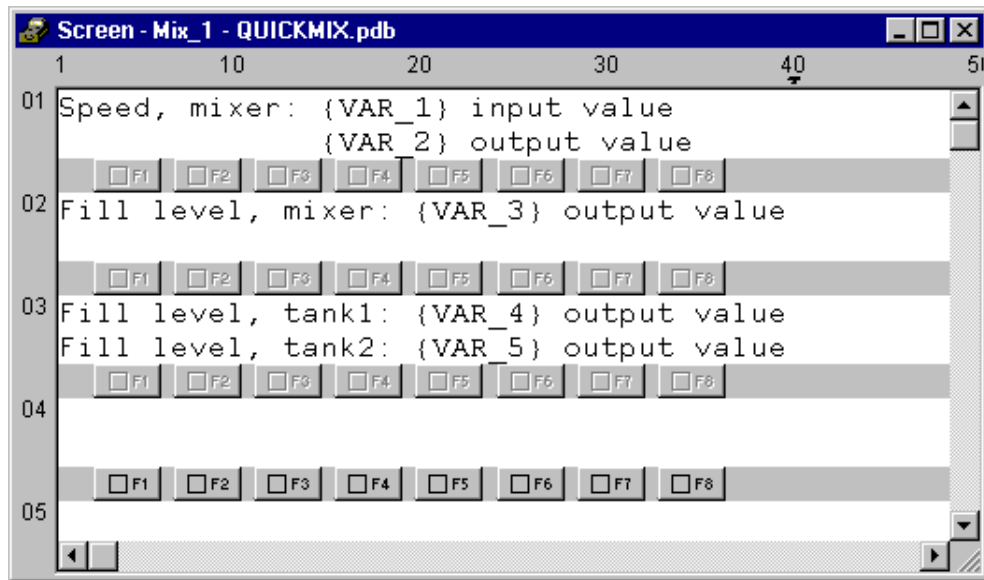 Screen - Mix_1 - QUICKMIX.pdb
1 10 20 30 40 50
01 Speed, mixer: {VAR_1} input value
{VAR_2} output value
F1 F2 F3 F4 F5 F6 F7 F8
02 Fill level, mixer: {VAR_3} output value
F1 F2 F3 F4 F5 F6 F7 F8
03 Fill level, tank1: {VAR_4} output value
Fill level, tank2: {VAR_5} output value
F1 F2 F3 F4 F5 F6 F7 F8
04
F1 F2 F3 F4 F5 F6 F7 F8
05